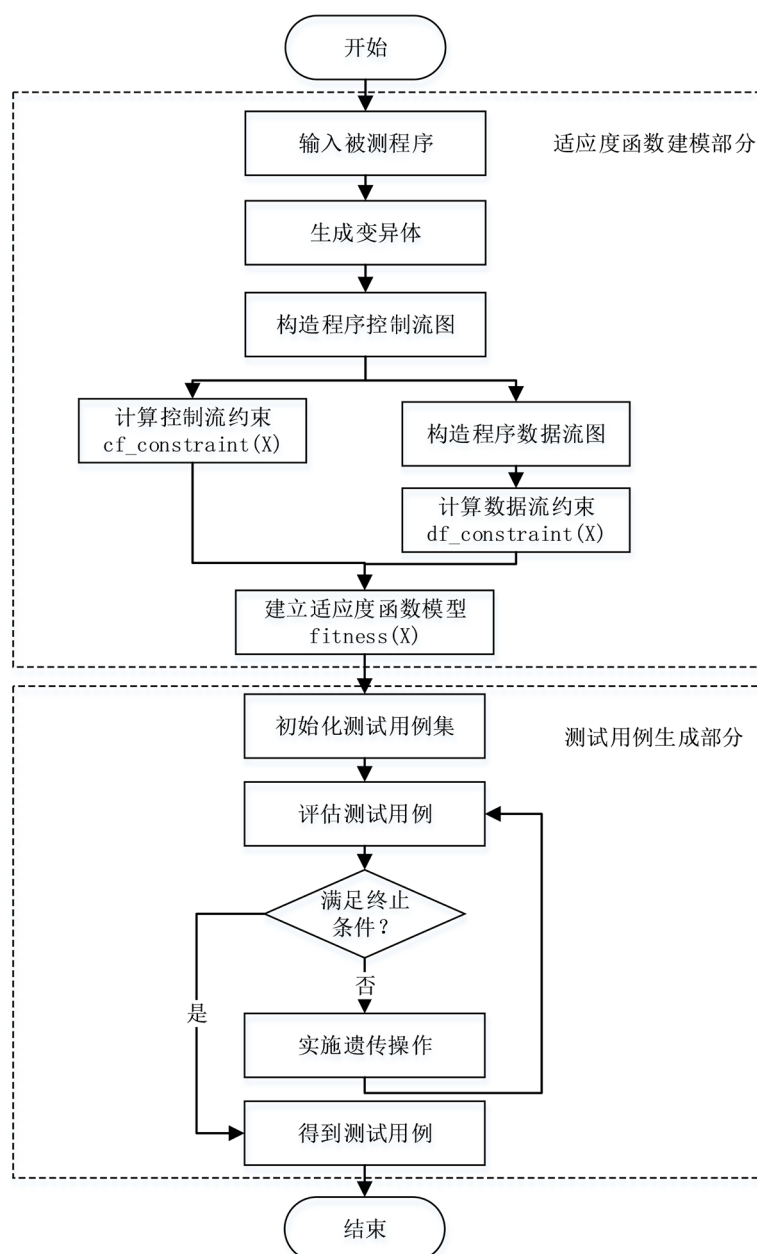 开始
输入被测程序
适应度函数建模部分
生成变异体
构造程序控制流图
计算控制流约束
cf_constraint(X)
构造程序数据流图
计算数据流约束
df_constraint(X)
建立适应度函数模型
fitness(X)
初始化测试用例集
测试用例生成部分
评估测试用例
满足终止
条件？
否
是
实施遗传操作
得到测试用例
结束